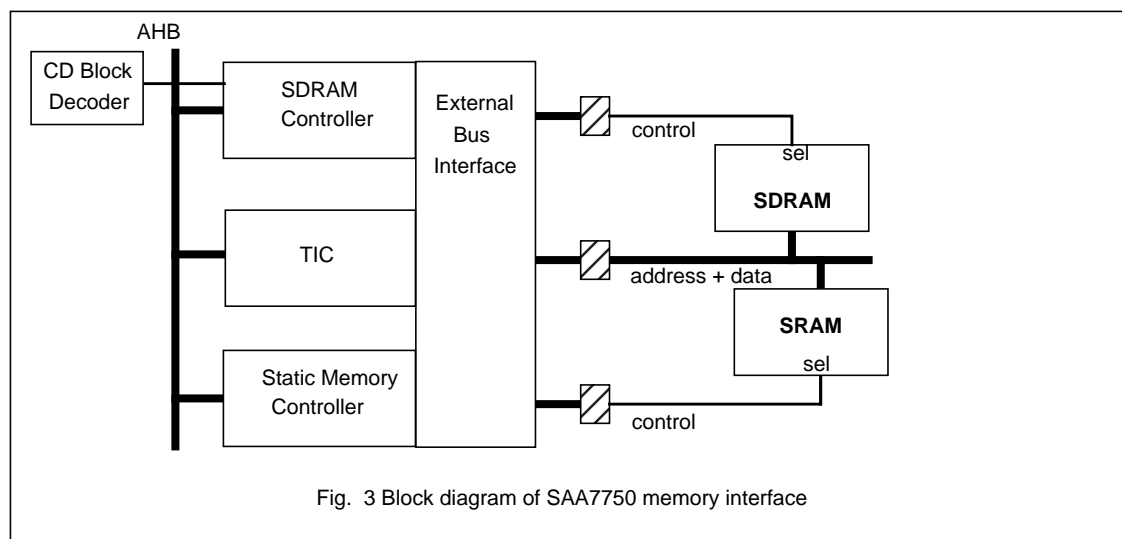 AHB
CD Block
Decoder
SDRAM
Controller
External
Bus
Interface
control
sel
SDRAM
TIC
address + data
SRAM
sel
Static Memory
Controller
control
Fig. 3 Block diagram of SAA7750 memory interface